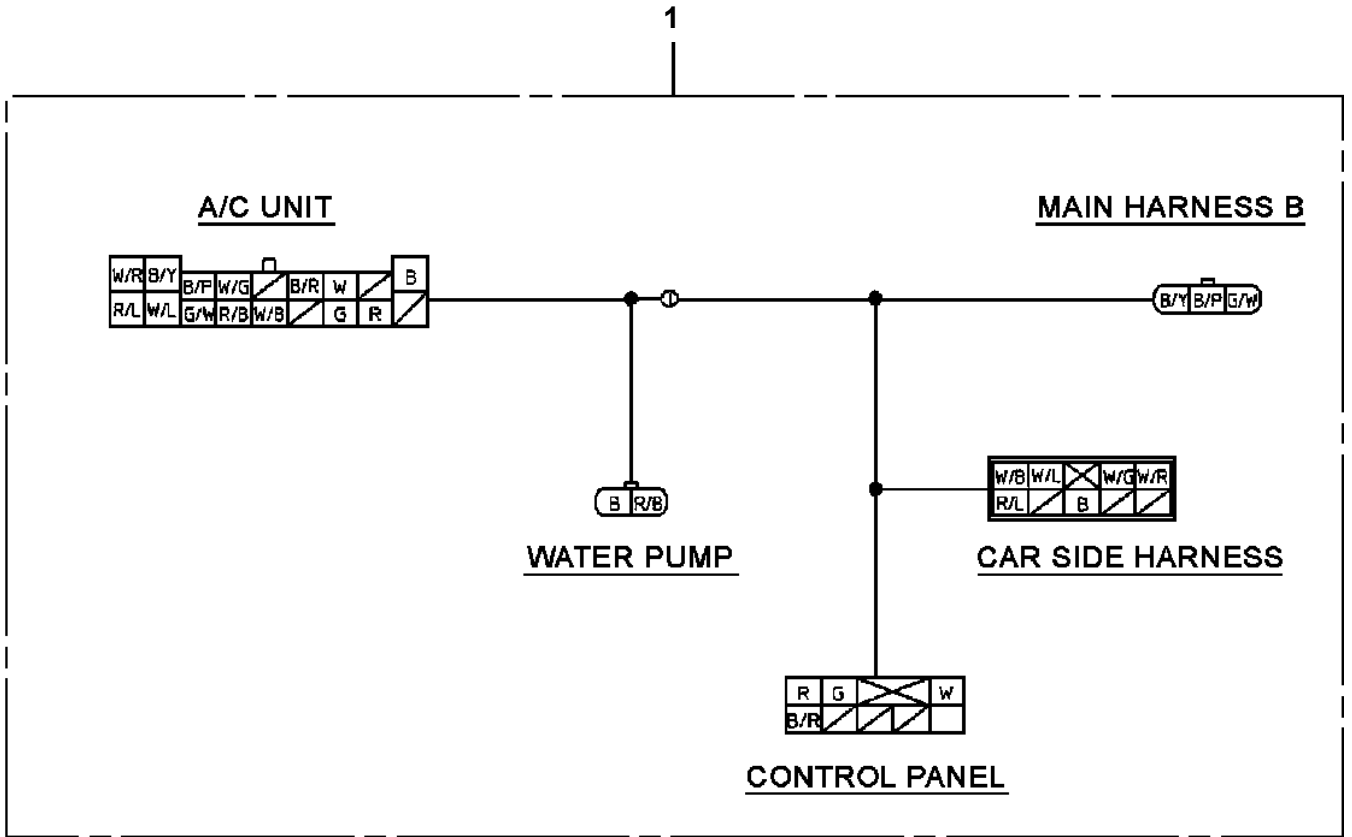 1
A/C UNIT
MAIN HARNESS B
W/R B/Y B/P W/G B/R W B
R/L W/L G/W R/B W/B G R
B/Y B/P G/W
W/B W/L W/G W/R
R/L B
B R/B
WATER PUMP
CAR SIDE HARNESS
R G W
B/R
CONTROL PANEL